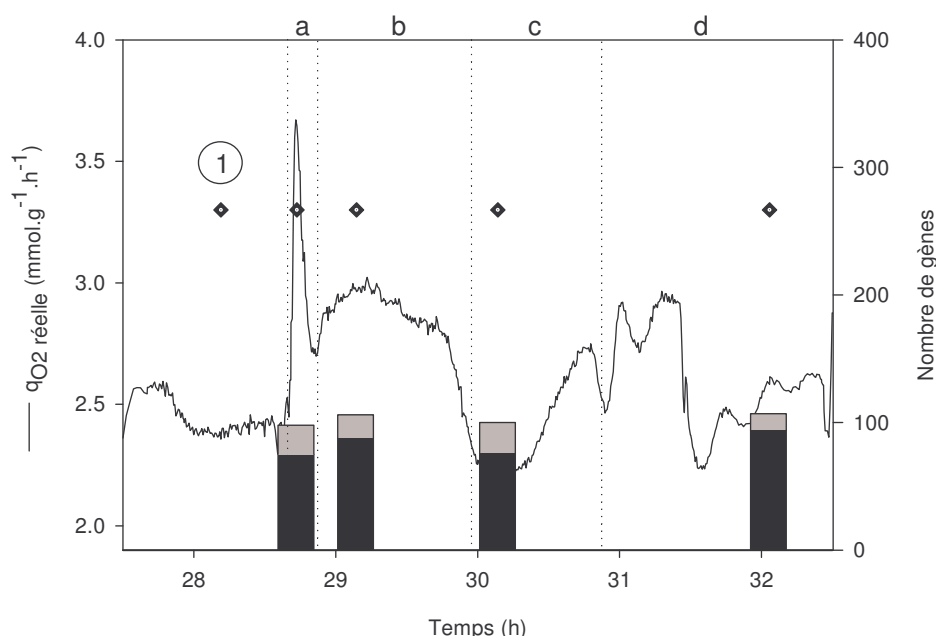 a b c d
4.0 400
3.5 300
3.0 200
2.5 100
2.0 0
1
28 29 30 31 32
Temps (h)
— qO2 réelle (mmol.g-1.h-1)
Nombre de gènes